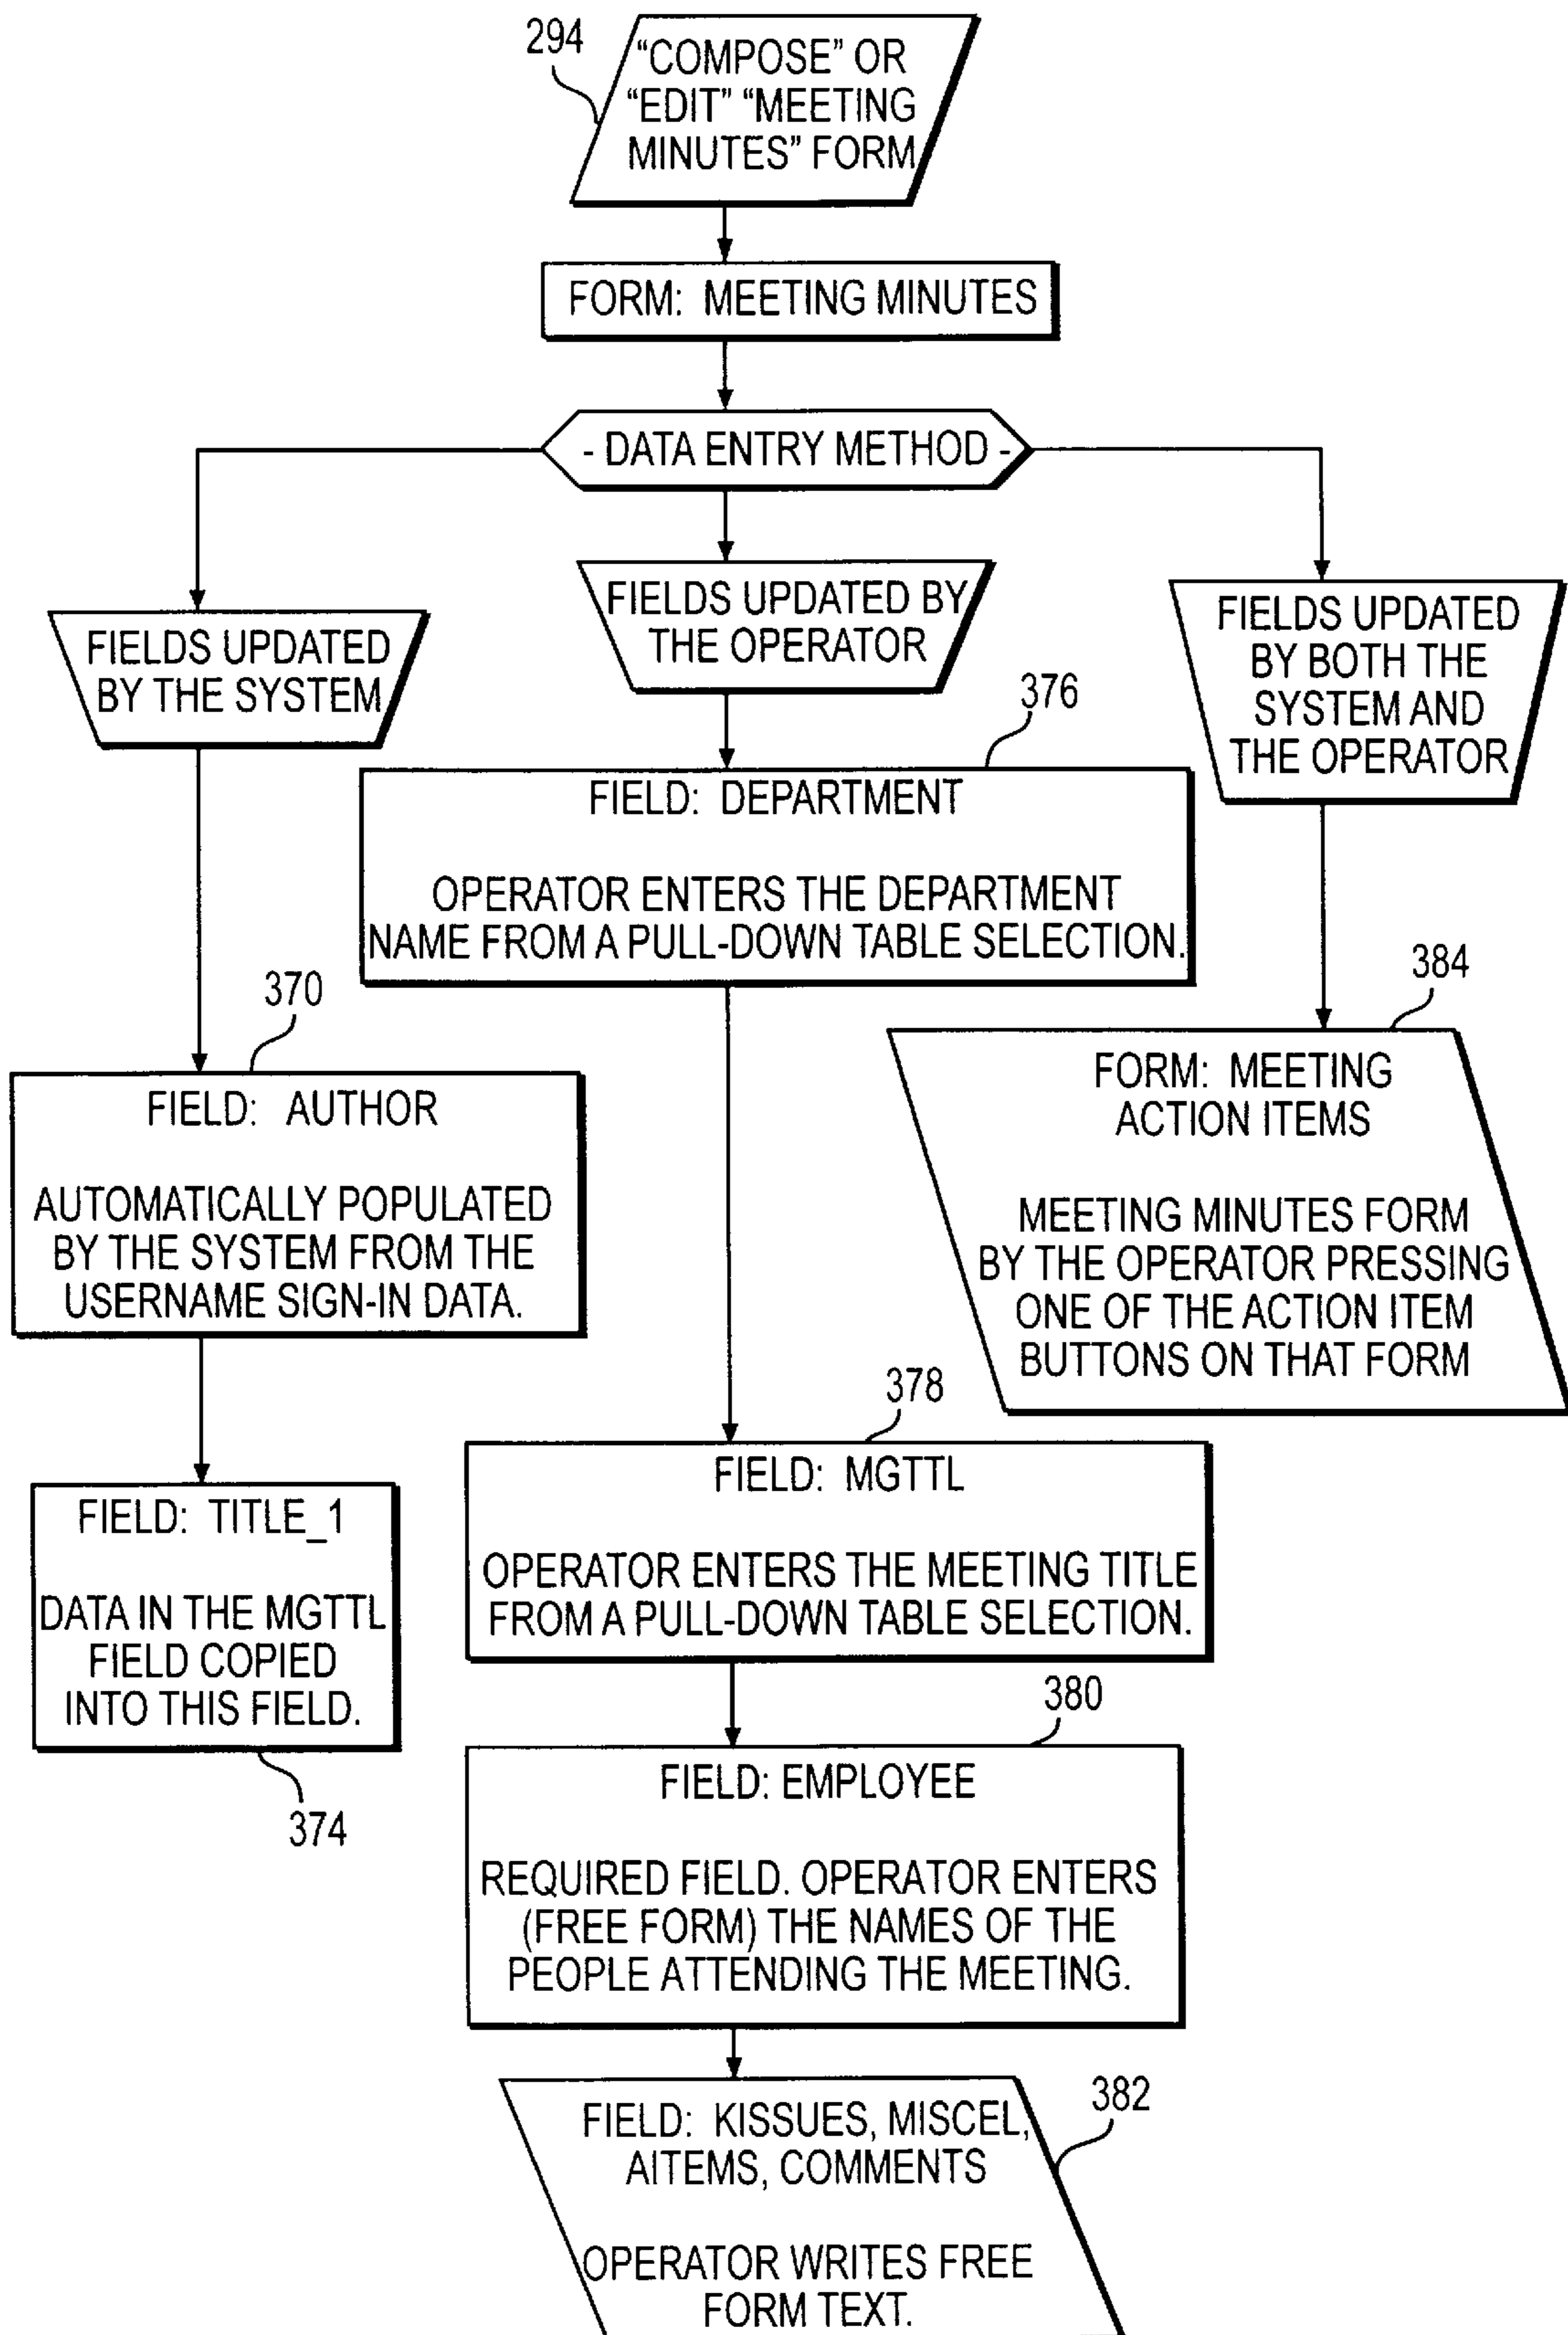 294
“COMPOSE” OR
“EDIT” “MEETING
MINUTES” FORM
FORM: MEETING MINUTES
- DATA ENTRY METHOD -
FIELDS UPDATED
BY THE SYSTEM
FIELDS UPDATED BY
THE OPERATOR
FIELDS UPDATED
BY BOTH THE
SYSTEM AND
THE OPERATOR
376
FIELD: DEPARTMENT
OPERATOR ENTERS THE DEPARTMENT
NAME FROM A PULL-DOWN TABLE SELECTION.
370
FIELD: AUTHOR
AUTOMATICALLY POPULATED
BY THE SYSTEM FROM THE
USERNAME SIGN-IN DATA.
384
FORM: MEETING
ACTION ITEMS
MEETING MINUTES FORM
BY THE OPERATOR PRESSING
ONE OF THE ACTION ITEM
BUTTONS ON THAT FORM
378
FIELD: MGTTL
OPERATOR ENTERS THE MEETING TITLE
FROM A PULL-DOWN TABLE SELECTION.
FIELD: TITLE_1
DATA IN THE MGTTL
FIELD COPIED
INTO THIS FIELD.
374
380
FIELD: EMPLOYEE
REQUIRED FIELD. OPERATOR ENTERS
(FREE FORM) THE NAMES OF THE
PEOPLE ATTENDING THE MEETING.
382
FIELD: KISSUES, MISCEL,
AITEMS, COMMENTS
OPERATOR WRITES FREE
FORM TEXT.